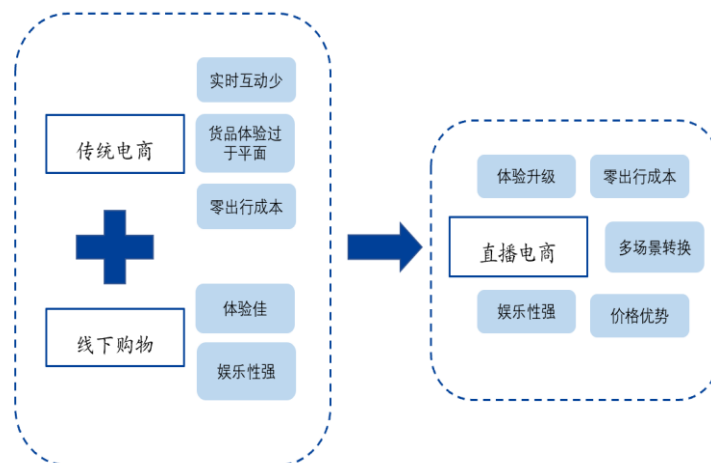 实时互动少
传统电商
货品体验过
于平面
零出行成本
体验佳
线下购物
娱乐性强
体验升级
零出行成本
直播电商
多场景转换
娱乐性强
价格优势